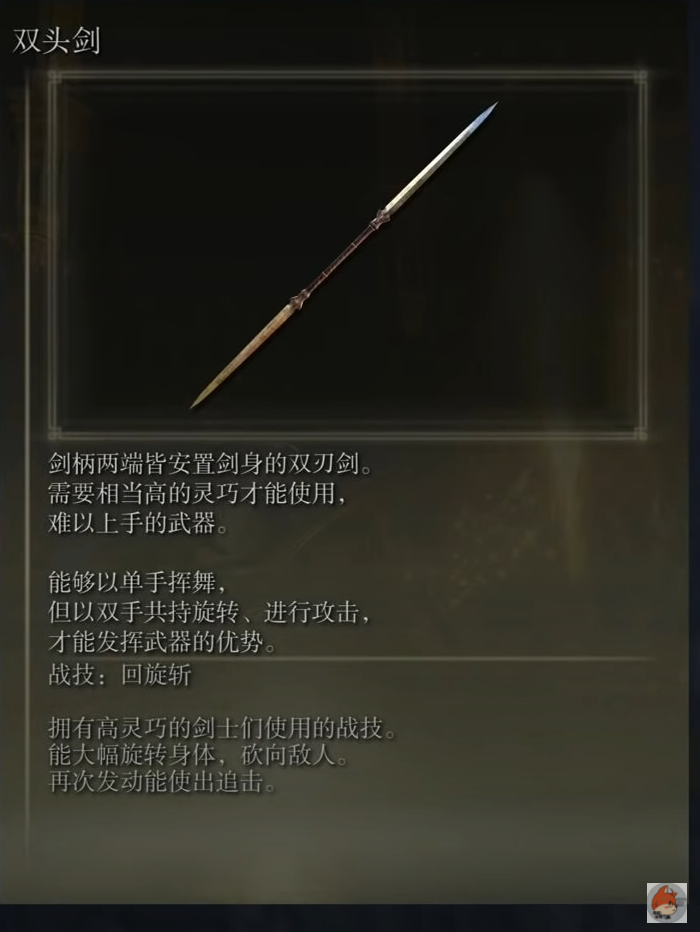 双头剑
剑柄两端皆安置剑身的双刃剑。
需要相当高的灵巧才能使用，
难以上手的武器。
能够以单手挥舞，
但以双手共持旋转、进行攻击，
才能发挥武器的优势。
战技：回旋斩
拥有高灵巧的剑士们使用的战技。
能大幅旋转身体，砍向敌人。
再次发动能使出追击。